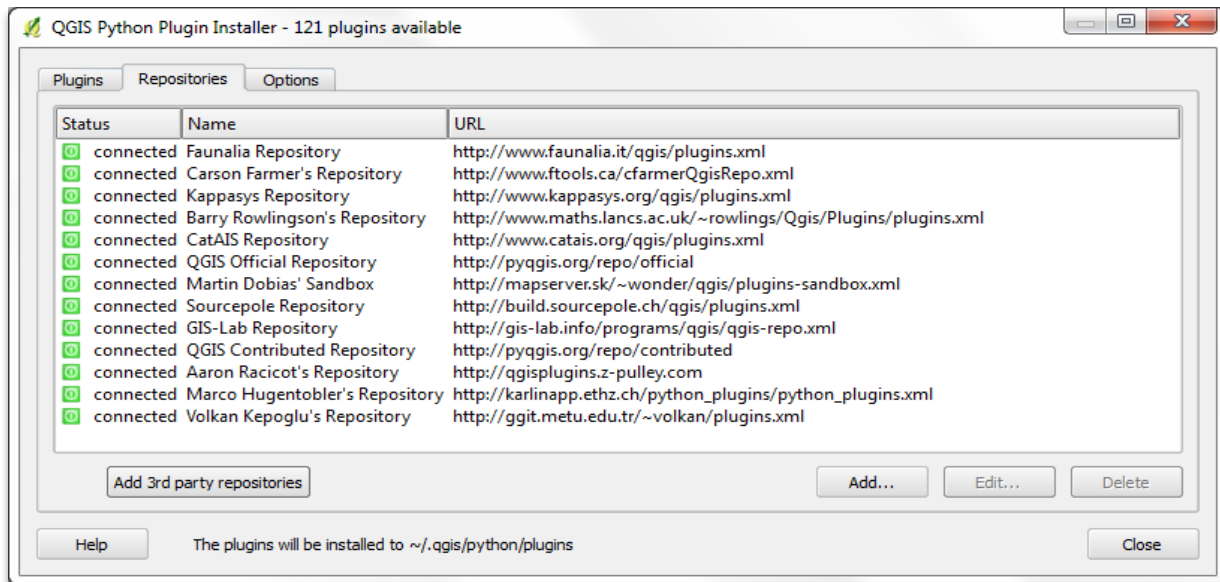 QGIS Python Plugin Installer - 121 plugins available
Plugins Repositories Options
Status Name URL
connected Faunalia Repository http://www.faunalia.it/qgis/plugins.xml
connected Carson Farmer's Repository http://www.ftools.ca/cfarmerQgisRepo.xml
connected Kappasys Repository http://www.kappasys.org/qgis/plugins.xml
connected Barry Rowlingson's Repository http://www.maths.lancs.ac.uk/~rowlings/Qgis/Plugins/plugins.xml
connected CatAIS Repository http://www.catais.org/qgis/plugins.xml
connected QGIS Official Repository http://pyqgis.org/repo/official
connected Martin Dobias' Sandbox http://mapserver.sk/~wonder/qgis/plugins-sandbox.xml
connected Sourcepole Repository http://build.sourcepole.ch/qgis/plugins.xml
connected GIS-Lab Repository http://gis-lab.info/programs/qgis/qgis-repo.xml
connected QGIS Contributed Repository http://pyqgis.org/repo/contributed
connected Aaron Racicot's Repository http://qgisplugins.z-pulley.com
connected Marco Hugentobler's Repository http://karlinapp.ethz.ch/python_plugins/python_plugins.xml
connected Volkan Kepoglu's Repository http://ggit.metu.edu.tr/~volkan/plugins.xml
Add 3rd party repositories Add... Edit... Delete
Help The plugins will be installed to ~/.qgis/python/plugins Close